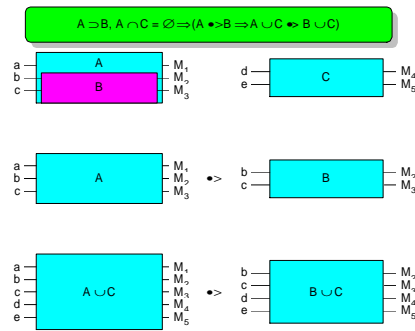 A ⊃ B, A ∩ C = ∅ ⇒ (A •> B ⇒ A ∪ C •> B ∪ C)
a A M₁
b B M₂
c M₃
d C M₄
e M₅
a M₁
b A M₂ •> b B M₂
c M₃ c M₃
a M₁ b M₂
b M₂ c M₃
c A ∪ C M₃ •> B ∪ C
d M₄ d M₄
e M₅ e M₅